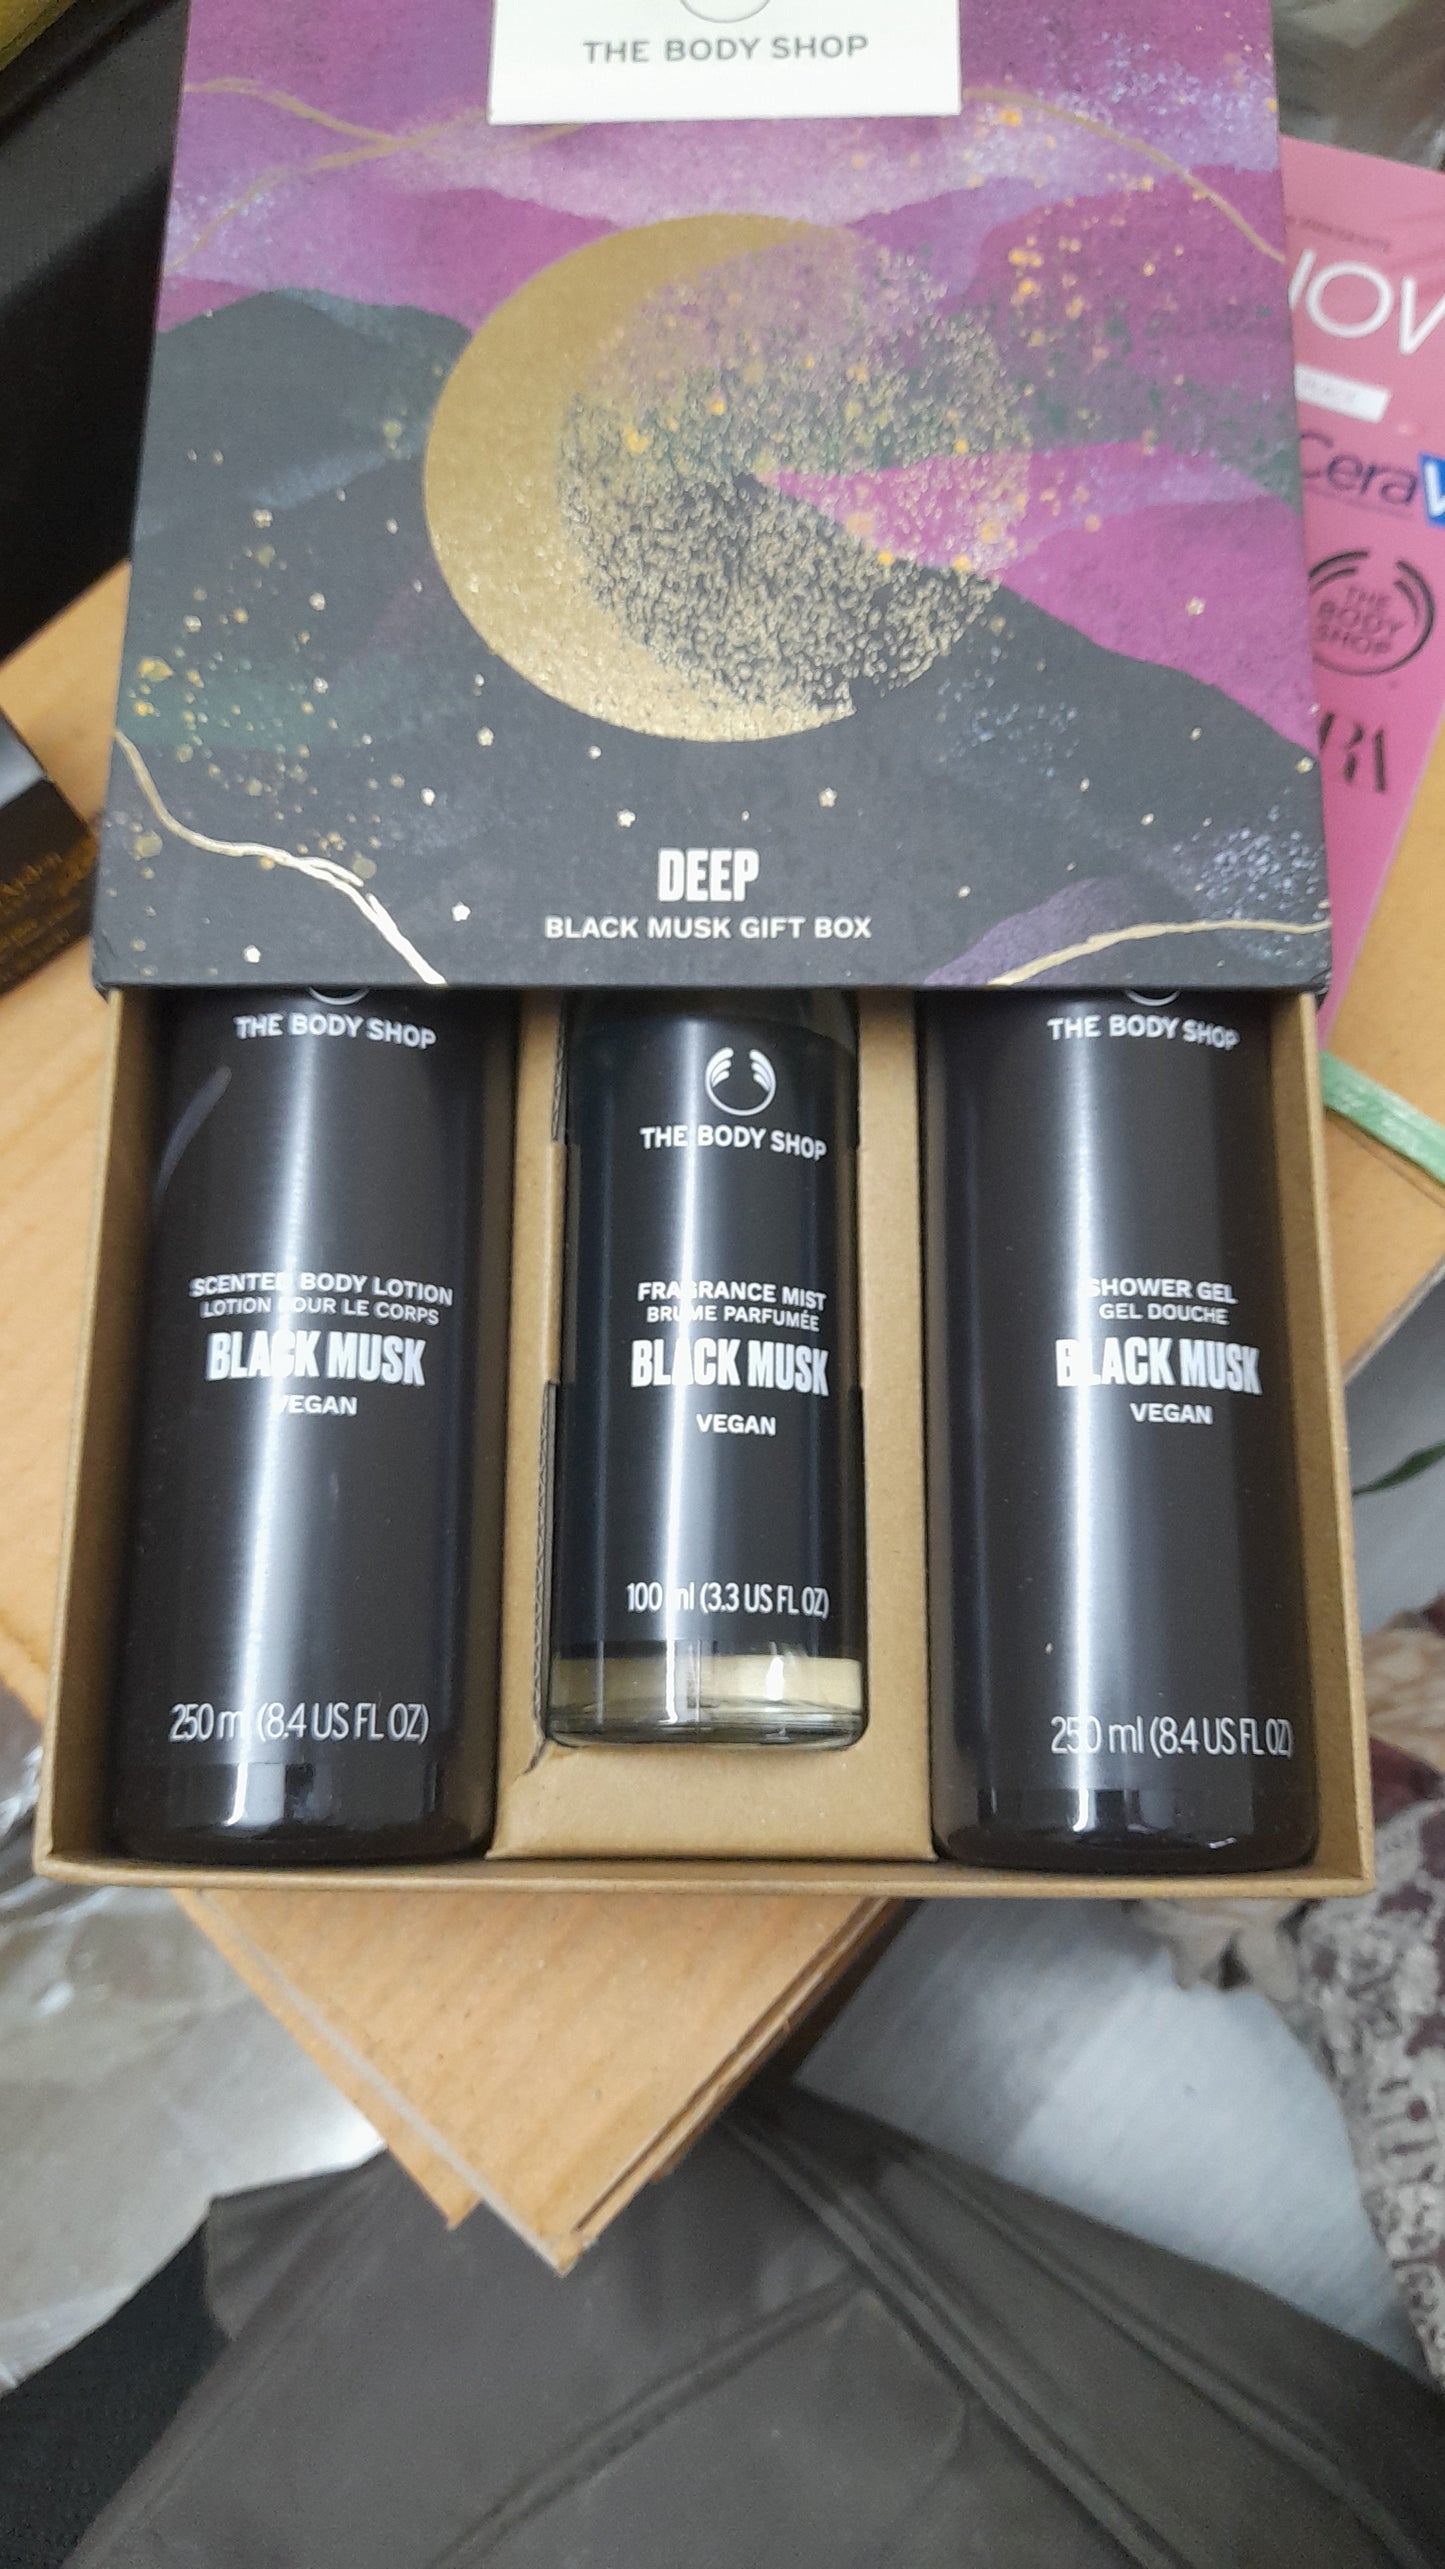 THE BODY SHOP
DEEP
BLACK MUSK GIFT BOX
THE BODY SHOP
SCENTED BODY LOTION
LOTION POUR LE CORPS
BLACK MUSK
VEGAN
250 ml (8.4 US FL OZ)
THE BODY SHOP
FRAGRANCE MIST
BRUME PARFUMÉE
BLACK MUSK
VEGAN
100 ml (3.3 US FL OZ)
THE BODY SHOP
SHOWER GEL
GEL DOUCHE
BLACK MUSK
VEGAN
250 ml (8.4 US FL OZ)
THE
BODY
SHOP